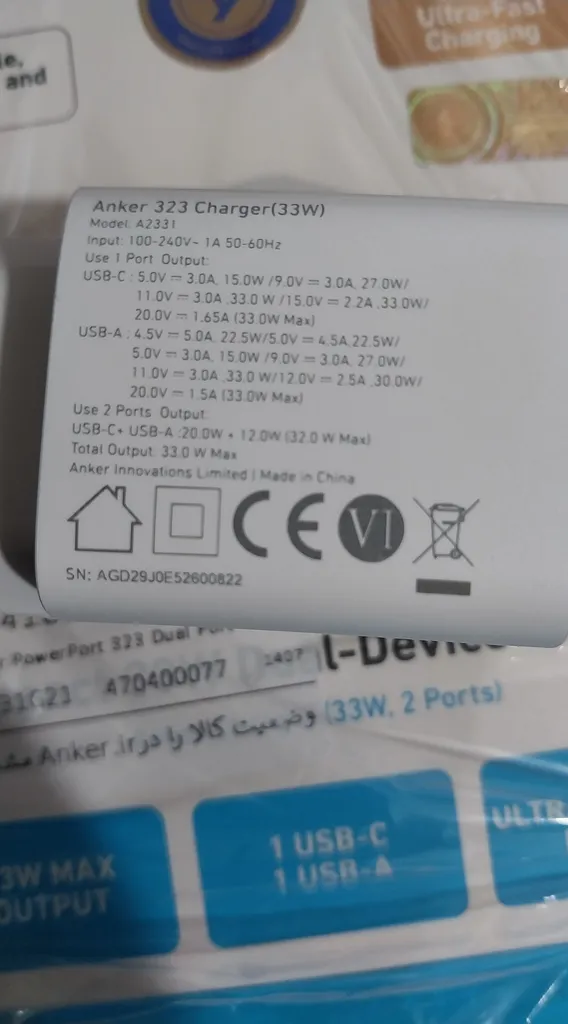 and
Ultra-Fast
Charging
Anker 323 Charger(33W)
Model: A2331
Input: 100-240V~ 1A 50-60Hz
Use 1 Port Output:
USB-C : 5.0V ⎓ 3.0A, 15.0W /9.0V ⎓ 3.0A, 27.0W/
11.0V ⎓ 3.0A ,33.0 W /15.0V ⎓ 2.2A ,33.0W/
20.0V ⎓ 1.65A (33.0W Max)
USB-A : 4.5V ⎓ 5.0A, 22.5W/5.0V ⎓ 4.5A,22.5W/
5.0V ⎓ 3.0A, 15.0W /9.0V ⎓ 3.0A, 27.0W/
11.0V ⎓ 3.0A ,33.0 W/12.0V ⎓ 2.5A ,30.0W/
20.0V ⎓ 1.5A (33.0W Max)
Use 2 Ports Output:
USB-C+ USB-A :20.0W + 12.0W (32.0 W Max)
Total Output: 33.0 W Max
Anker Innovations Limited | Made in China
CE VI
SN: AGD29J0E52600822
PowerPort 323 Dual
470400077 1407
(33W, 2 Ports)
وضعیت کالا را در Anker.ir
3W MAX
OUTPUT
1 USB-C
1 USB-A